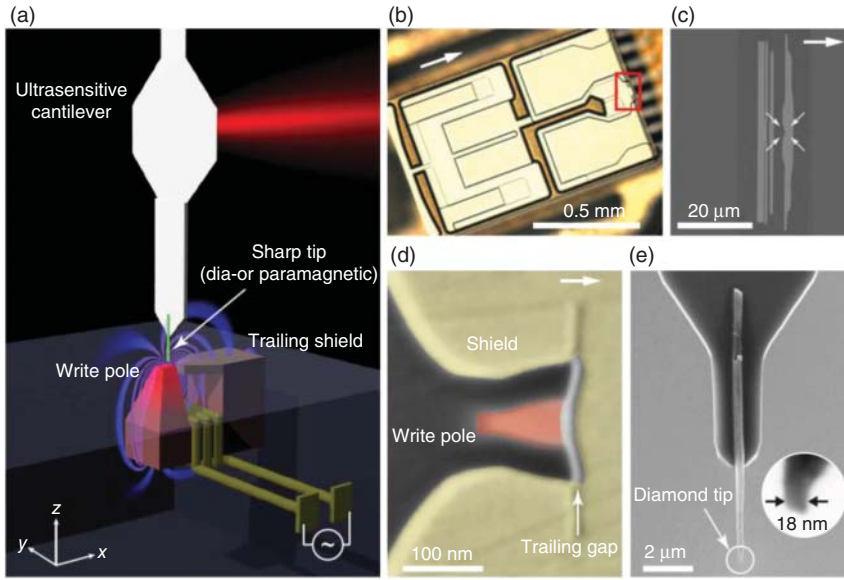 (a)
Ultrasensitive
cantilever
Sharp tip
(dia-or paramagnetic)
Trailing shield
Write pole
z
y
x
~
(b)
0.5 mm
(c)
20 μm
(d)
Shield
Write pole
100 nm
Trailing gap
(e)
Diamond tip
18 nm
2 μm